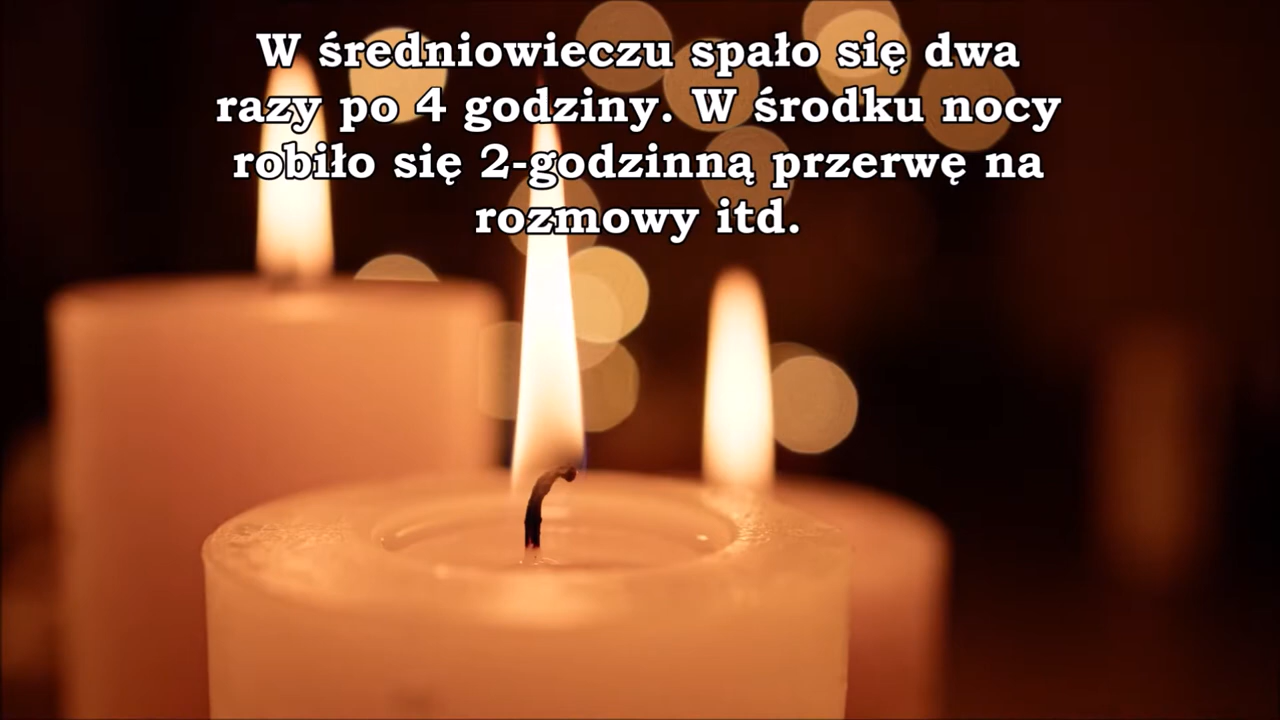 W średniowieczu spało się dwa
razy po 4 godziny. W środku nocy
robiło się 2-godzinną przerwę na
rozmowy itd.